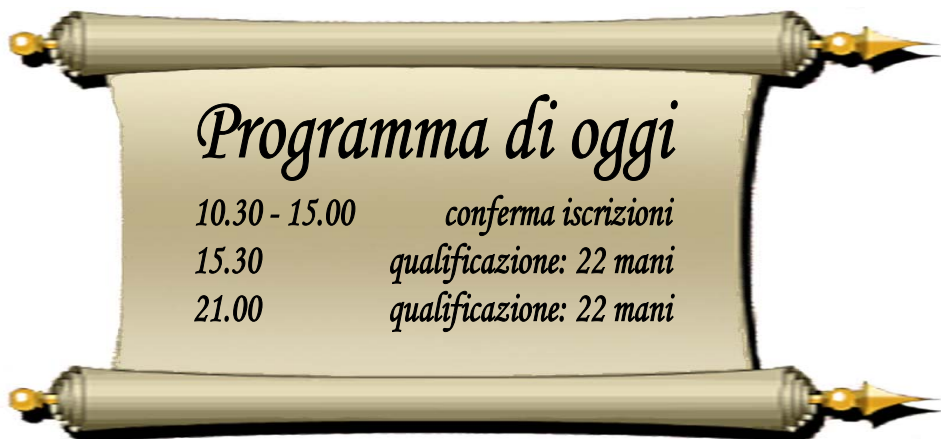 Programma di oggi
10.30 - 15.00 conferma iscrizioni
15.30 qualificazione: 22 mani
21.00 qualificazione: 22 mani